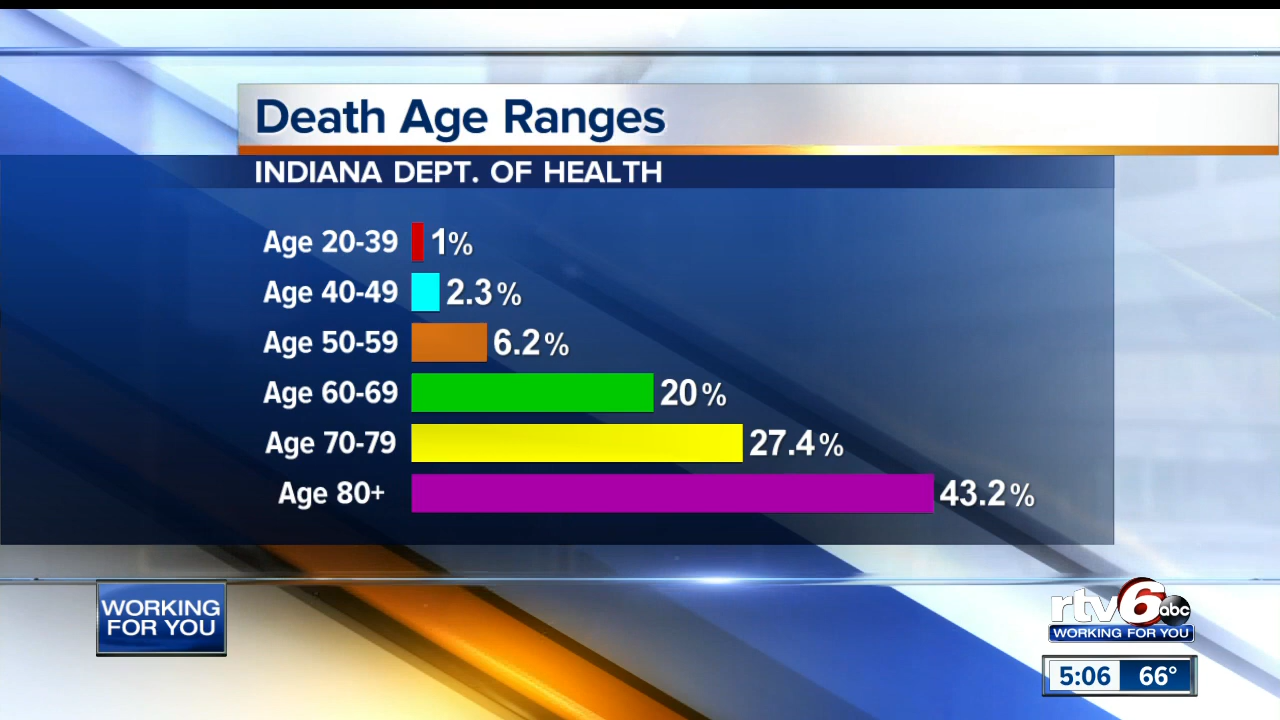 Death Age Ranges
INDIANA DEPT. OF HEALTH
Age 20-39 1%
Age 40-49 2.3%
Age 50-59 6.2%
Age 60-69 20%
Age 70-79 27.4%
Age 80+ 43.2%
WORKING
FOR YOU
rtv6 abc
WORKING FOR YOU
5:06 66°